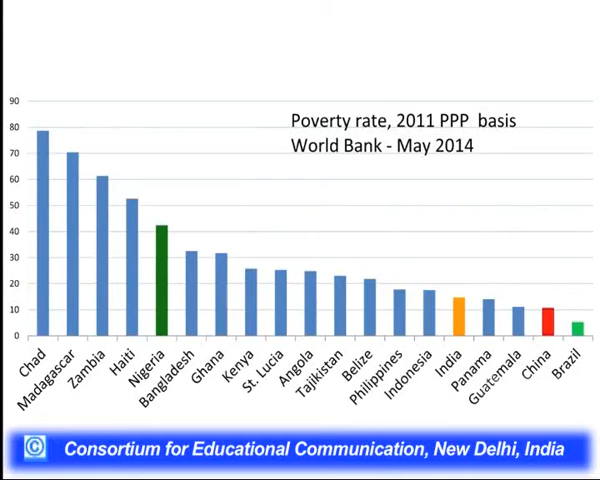 Poverty rate, 2011 PPP basis
World Bank - May 2014
90
80
70
60
50
40
30
20
10
0
Chad
Madagascar
Zambia
Haiti
Nigeria
Bangladesh
Ghana
Kenya
St. Lucia
Angola
Tajikistan
Belize
Philippines
Indonesia
India
Panama
Guatemala
China
Brazil
© Consortium for Educational Communication, New Delhi, India